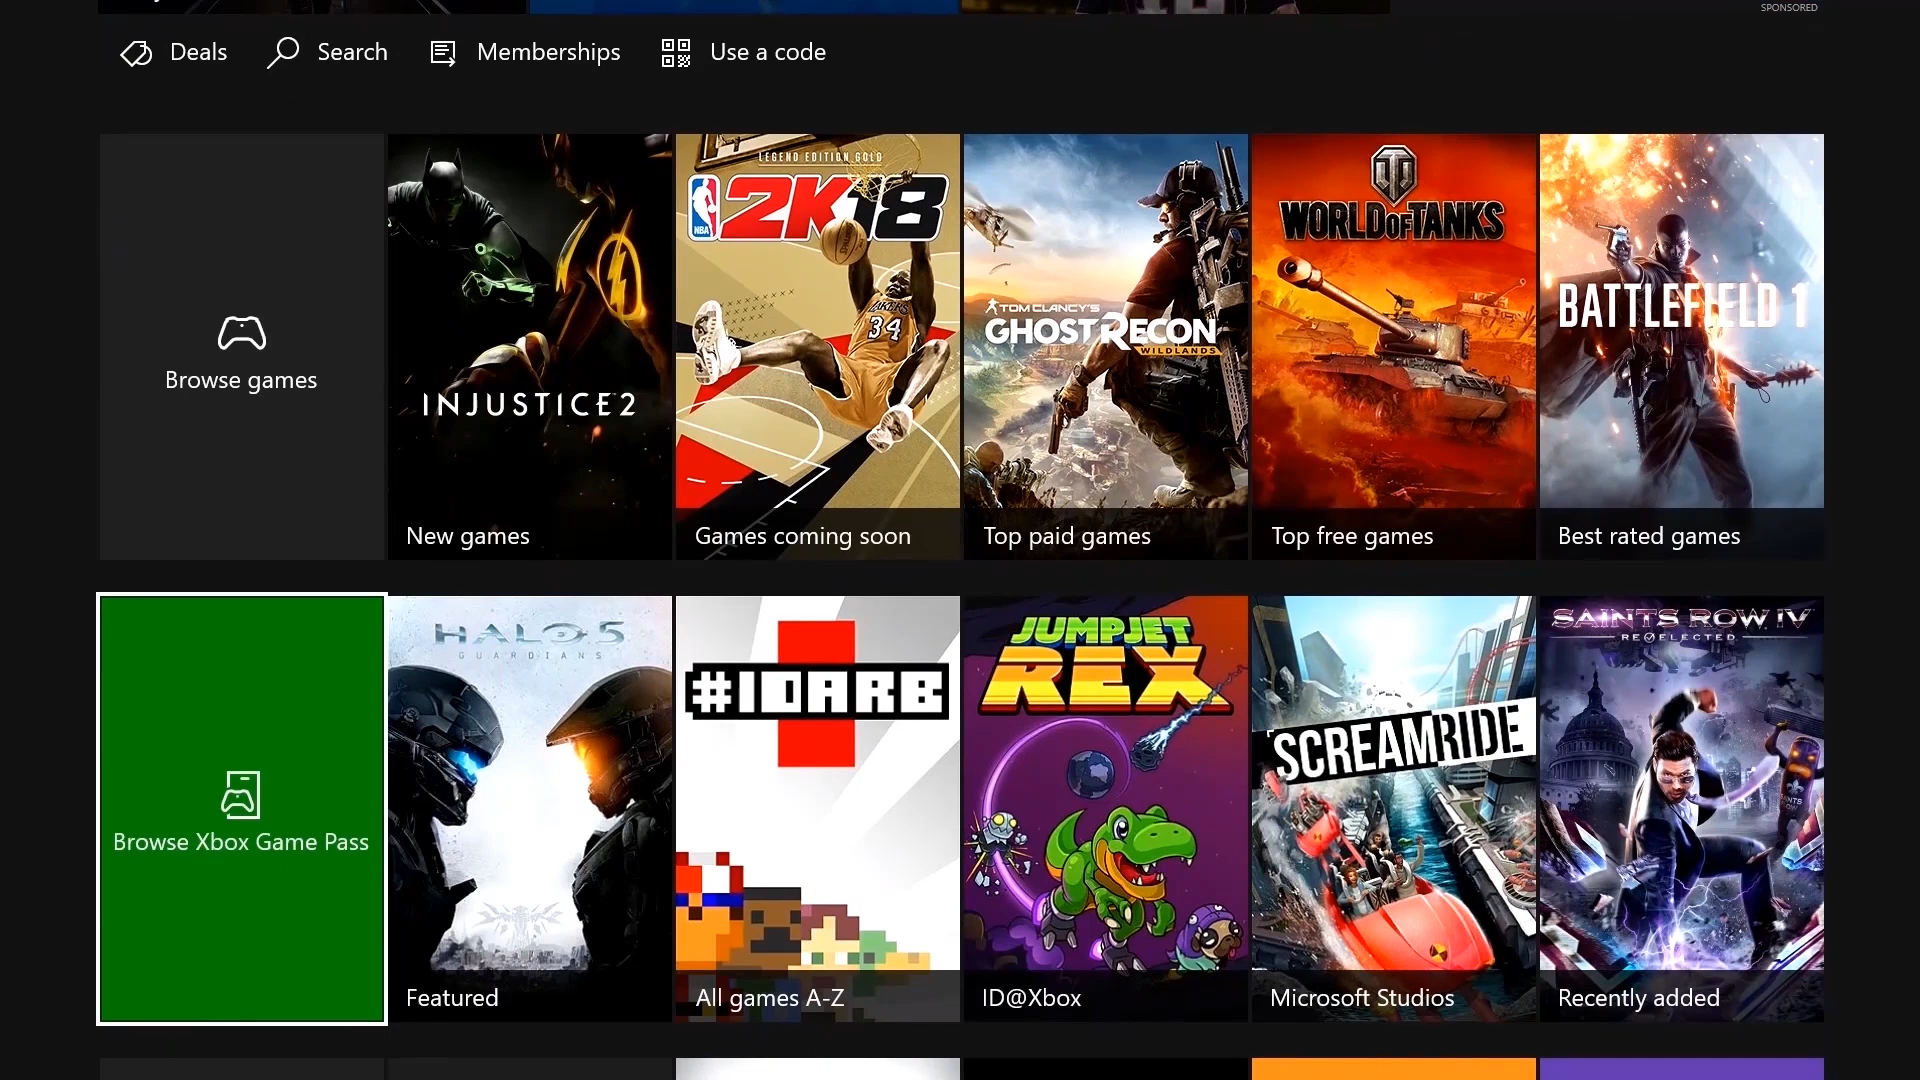 SPONSORED
Deals
Search
Memberships
Use a code
Browse games
INJUSTICE 2
New games
LEGEND EDITION GOLD
NBA 2K18
LAKERS
34
Games coming soon
TOM CLANCY'S
GHOST RECON
WILDLANDS
Top paid games
WORLD OF TANKS
Top free games
BATTLEFIELD 1
Best rated games
Browse Xbox Game Pass
HALO 5
GUARDIANS
Featured
#IDARB
All games A-Z
JUMPJET
REX
ID@Xbox
SCREAMRIDE
Microsoft Studios
SAINTS ROW IV
RE ELECTED
Recently added